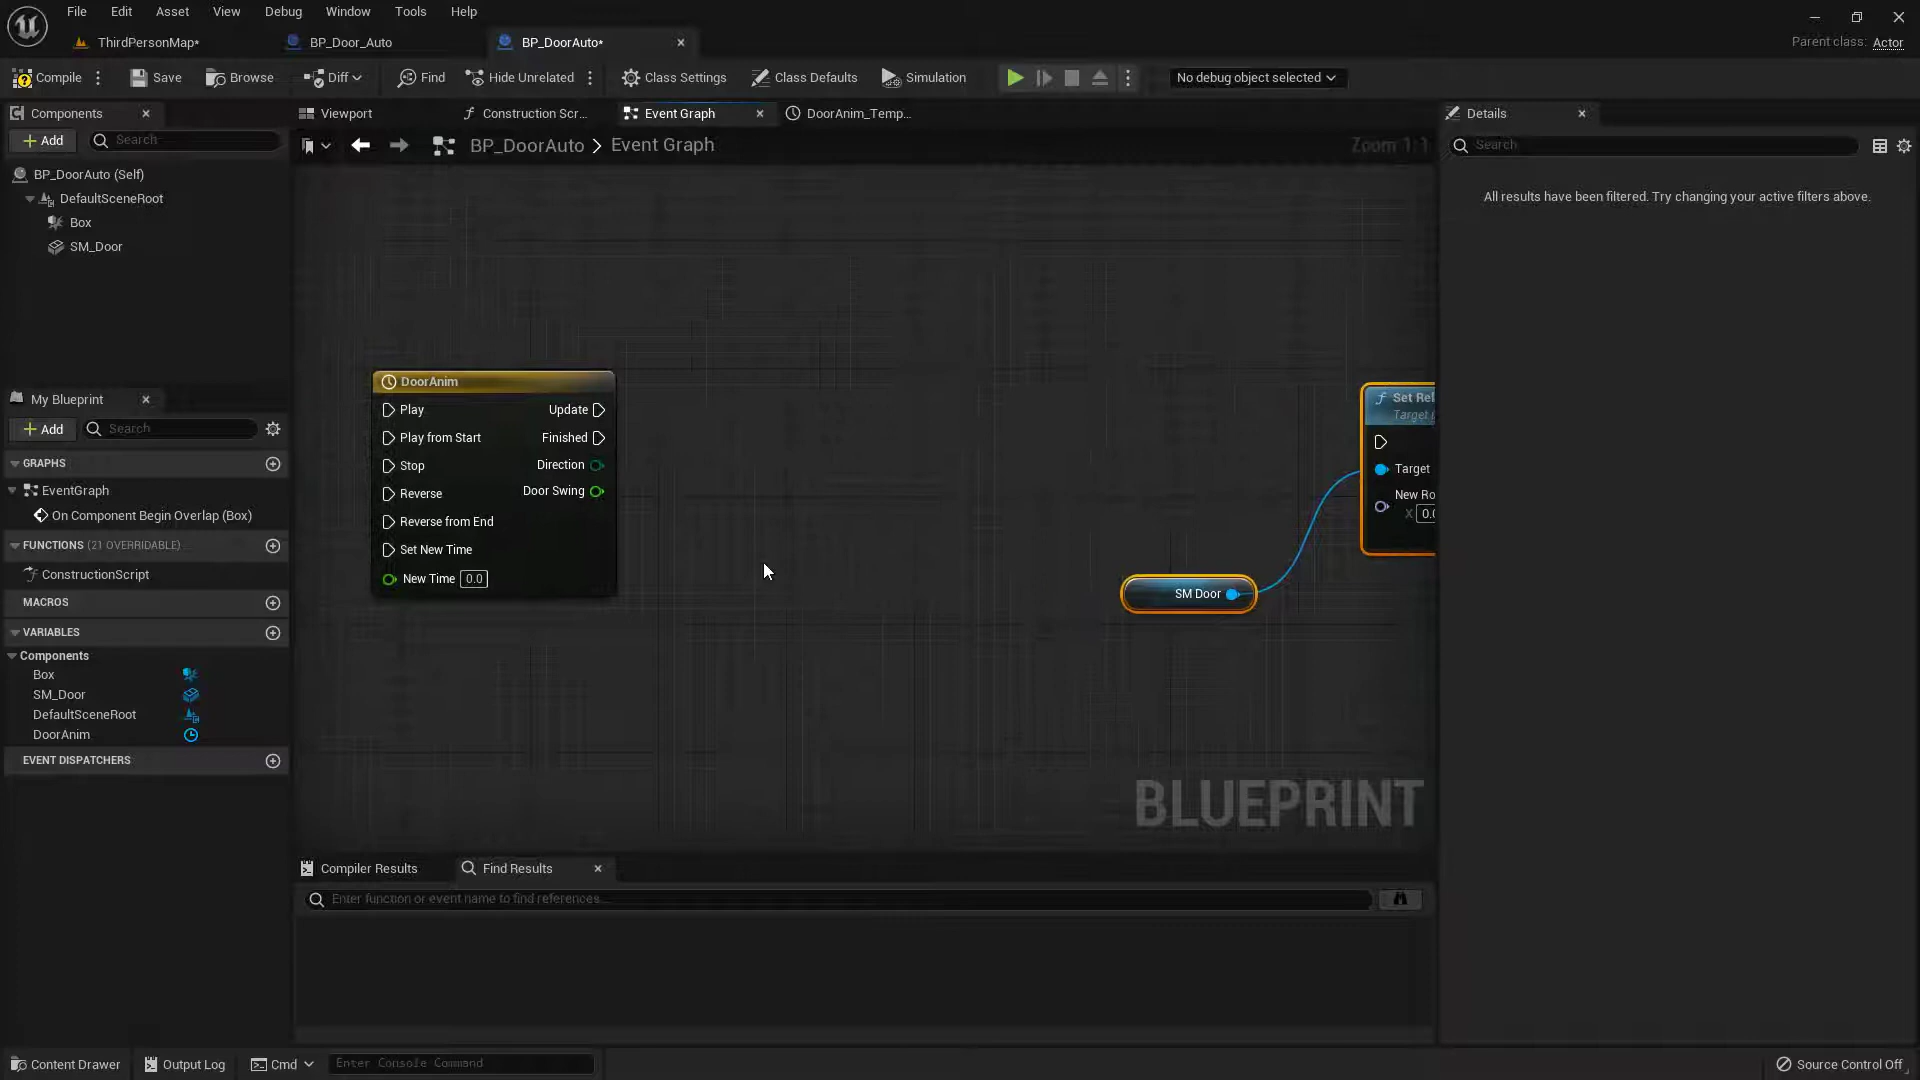 File Edit Asset View Debug Window Tools Help
ThirdPersonMap* BP_Door_Auto BP_DoorAuto* Parent class: Actor
Compile Save Browse Diff Find Hide Unrelated Class Settings Class Defaults Simulation No debug object selected
Components Viewport Construction Scr... Event Graph DoorAnim_Temp... Details
Add Search BP_DoorAuto Event Graph Zoom 1:1 Search
BP_DoorAuto (Self)
DefaultSceneRoot
Box
SM_Door
All results have been filtered. Try changing your active filters above.
My Blueprint
Add Search
GRAPHS
EventGraph
On Component Begin Overlap (Box)
FUNCTIONS (21 OVERRIDABLE)
ConstructionScript
MACROS
VARIABLES
Components
Box
SM_Door
DefaultSceneRoot
DoorAnim
EVENT DISPATCHERS
DoorAnim
Play Update
Play from Start Finished
Stop Direction
Reverse Door Swing
Reverse from End
Set New Time
New Time 0.0
SM Door
Set Rel
Target
Target
New Ro
X 0.0
BLUEPRINT
Compiler Results Find Results
Enter function or event name to find references...
Content Drawer Output Log Cmd Enter Console Command Source Control Off